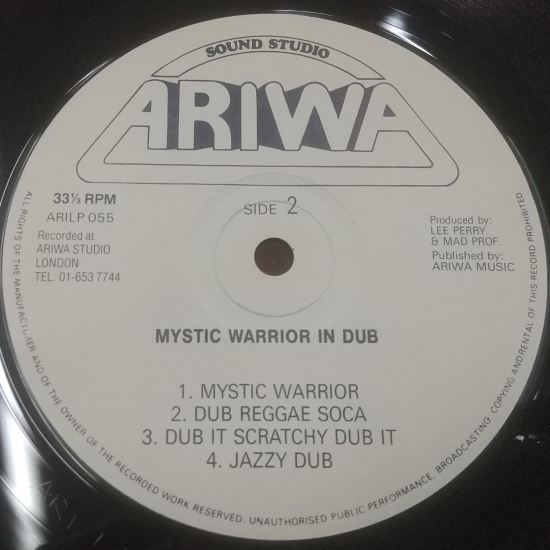 SOUND STUDIO
ARIWA
33⅓ RPM
ARILP 055
Recorded at
ARIWA STUDIO
LONDON
TEL. 01-653 7744
SIDE 2
Produced by:
LEE PERRY
& MAD PROF.
Published by:
ARIWA MUSIC
MYSTIC WARRIOR IN DUB
1. MYSTIC WARRIOR
2. DUB REGGAE SOCA
3. DUB IT SCRATCHY DUB IT
4. JAZZY DUB
ALL RIGHTS OF THE MANUFACTURER AND OF THE OWNER OF THE RECORDED WORK RESERVED. UNAUTHORISED PUBLIC PERFORMANCE, BROADCASTING, COPYING AND RENTAL OF THIS RECORD PROHIBITED